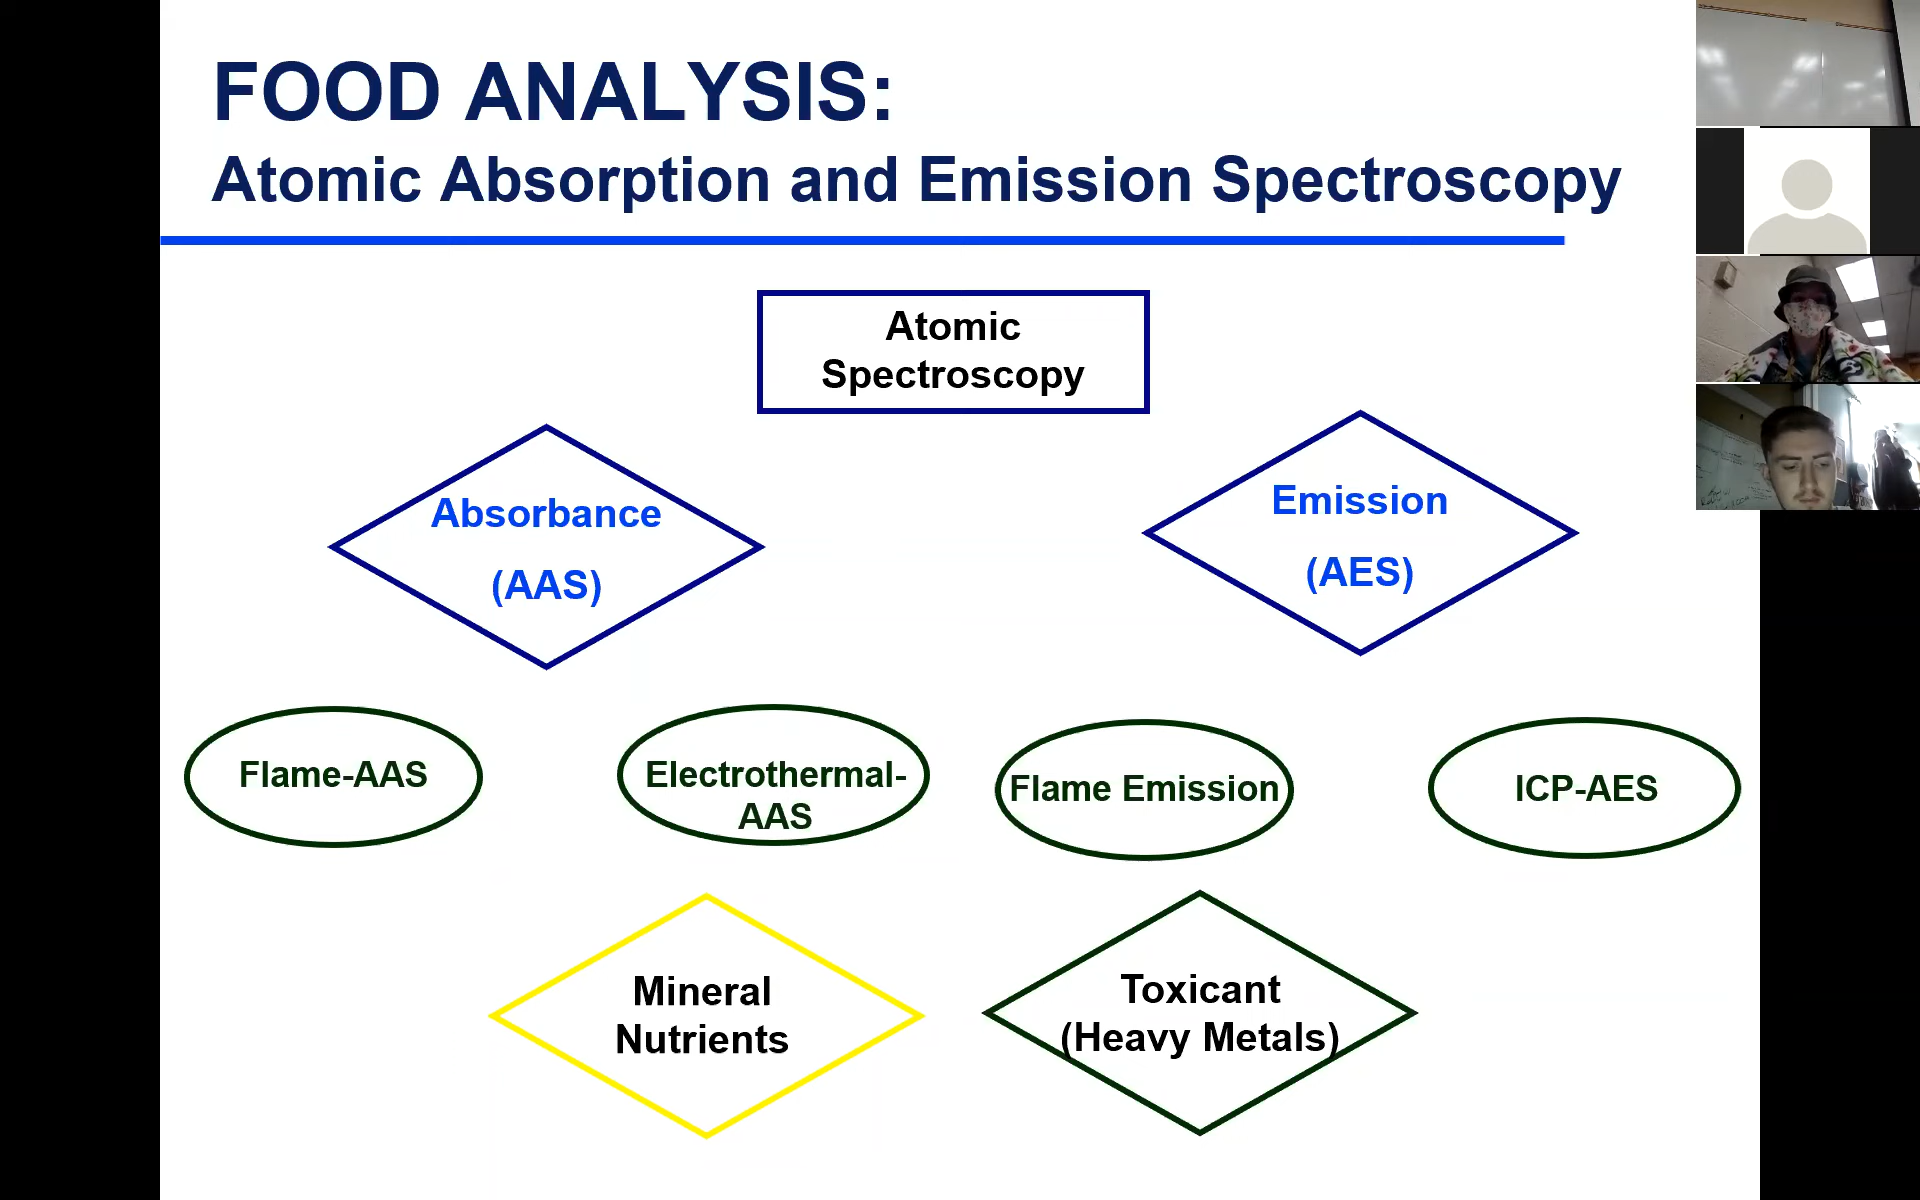 FOOD ANALYSIS:
Atomic Absorption and Emission Spectroscopy
Atomic
Spectroscopy
Absorbance
(AAS)
Emission
(AES)
Flame-AAS
Electrothermal-
AAS
Flame Emission
ICP-AES
Mineral
Nutrients
Toxicant
(Heavy Metals)